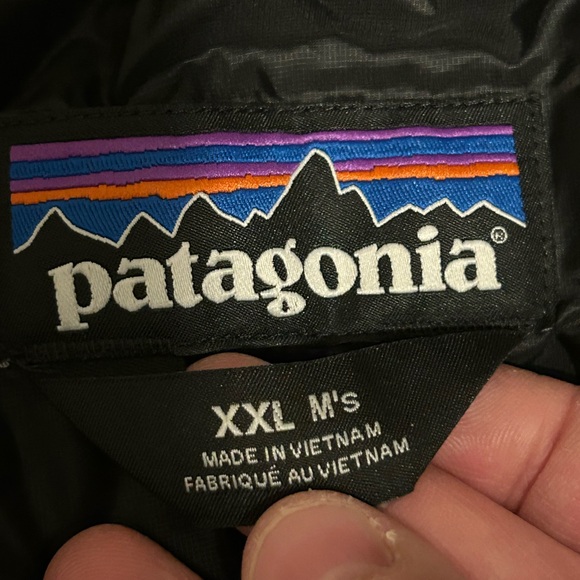 patagonia®
XXL M's
MADE IN VIETNAM
FABRIQUÉ AU VIETNAM